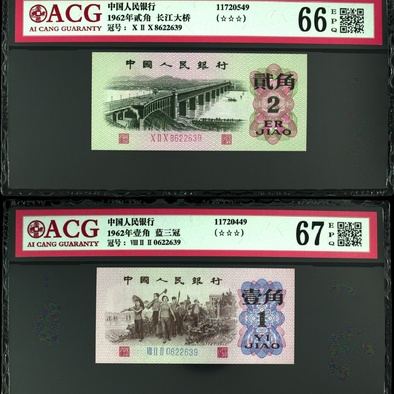 ACG
AI CANG GUARANTY
中国人民银行
1962年贰角 长江大桥
冠号: X II X 8622639
11720549
(☆☆☆)
66
E
P
Q
中國人民銀行
貳角
2
ER
JIAO
X II X 8622639
ACG
AI CANG GUARANTY
中国人民银行
1962年壹角 蓝三冠
冠号: VIII II II 0622639
11720449
(☆☆☆)
67
E
P
Q
中國人民銀行
壹角
1
YI
JIAO
VIII II II 0622639